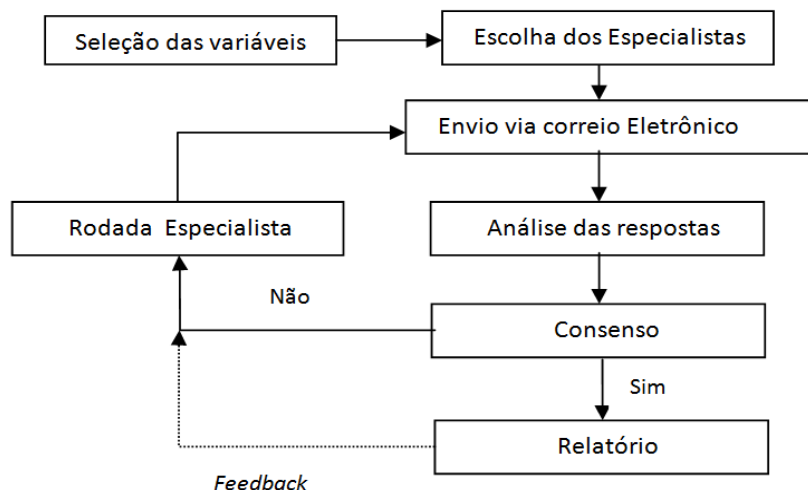 Seleção das variáveis
Escolha dos Especialistas
Envio via correio Eletrônico
Rodada Especialista
Análise das respostas
Não
Consenso
Sim
Relatório
Feedback